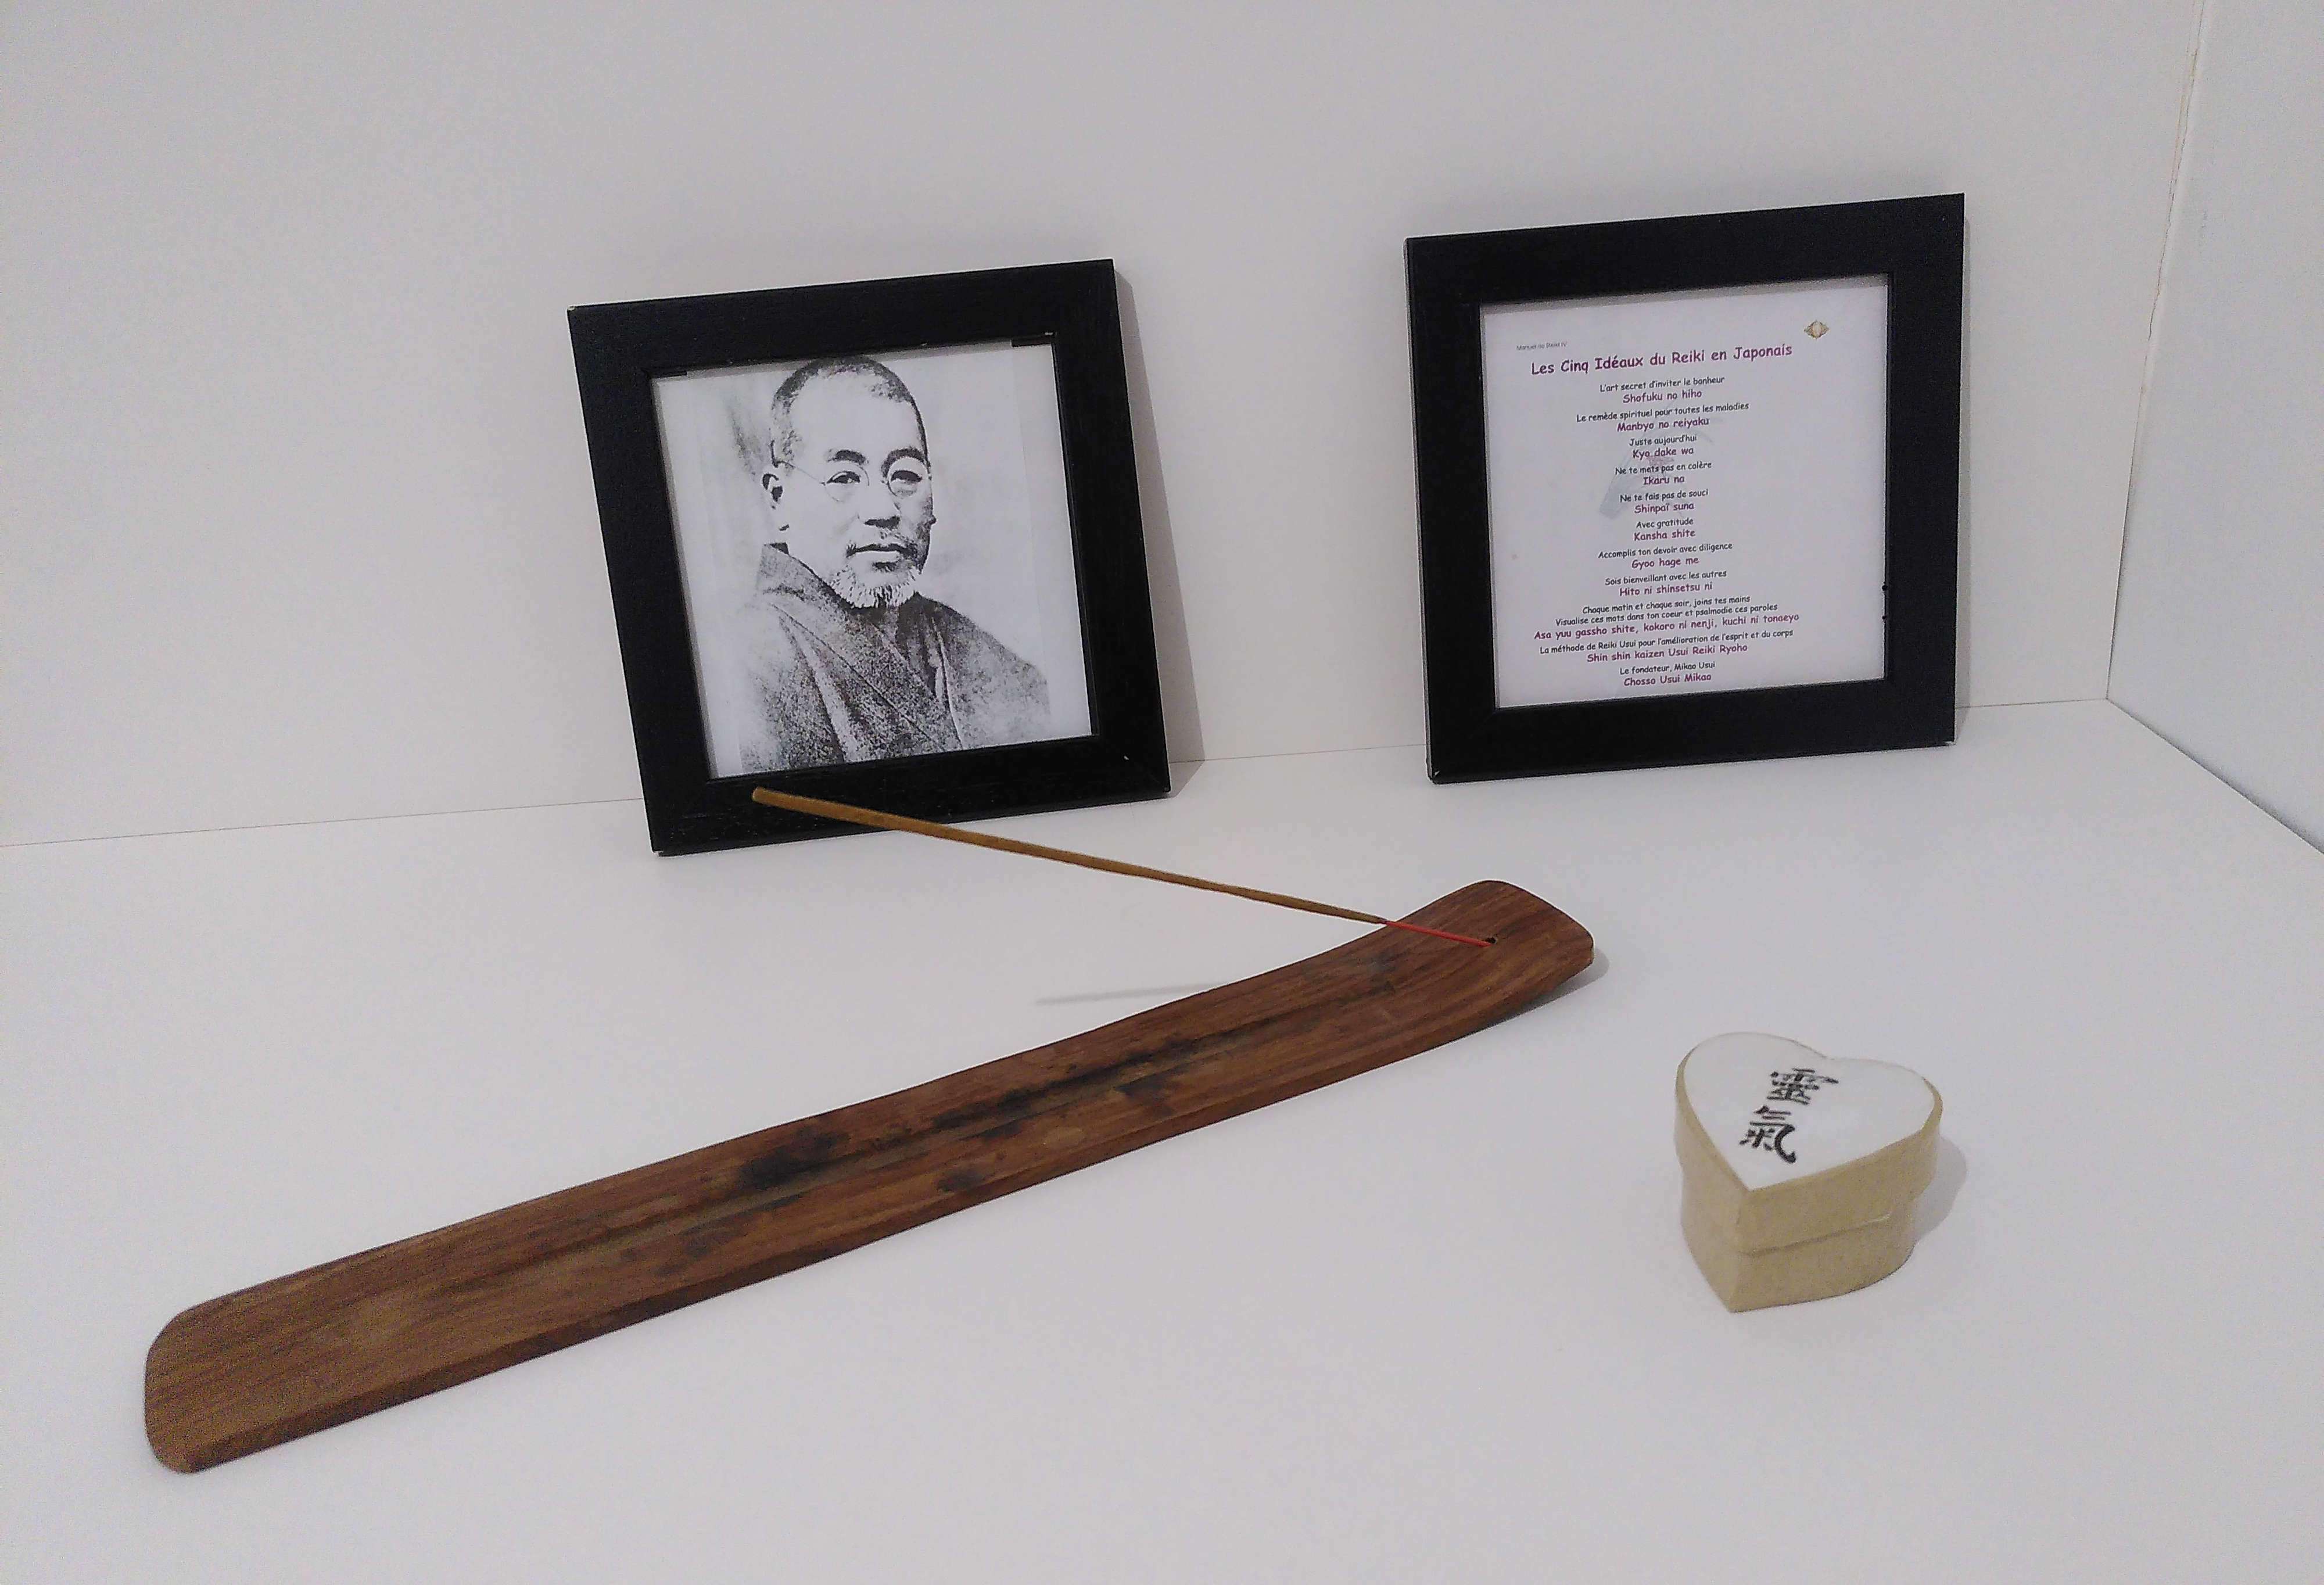 Manuel de Reiki IV
Les Cinq Idéaux du Reiki en Japonais
L'art secret d'inviter le bonheur
Shofuku no hiho
Le remède spirituel pour toutes les maladies
Manbyo no reiyaku
Juste aujourd'hui
Kyo dake wa
Ne te mets pas en colère
Ikaru na
Ne te fais pas de souci
Shinpaï suna
Avec gratitude
Kansha shite
Accomplis ton devoir avec diligence
Gyoo hage me
Sois bienveillant avec les autres
Hito ni shinsetsu ni
Chaque matin et chaque soir, joins tes mains
Visualise ces mots dans ton coeur et psalmodie ces paroles
Asa yuu gassho shite, kokoro ni nenji, kuchi ni tonaeyo
La méthode de Reiki Usui pour l'amélioration de l'esprit et du corps
Shin shin kaizen Usui Reiki Ryoho
Le fondateur, Mikao Usui
Chosso Usui Mikao
靈
氣